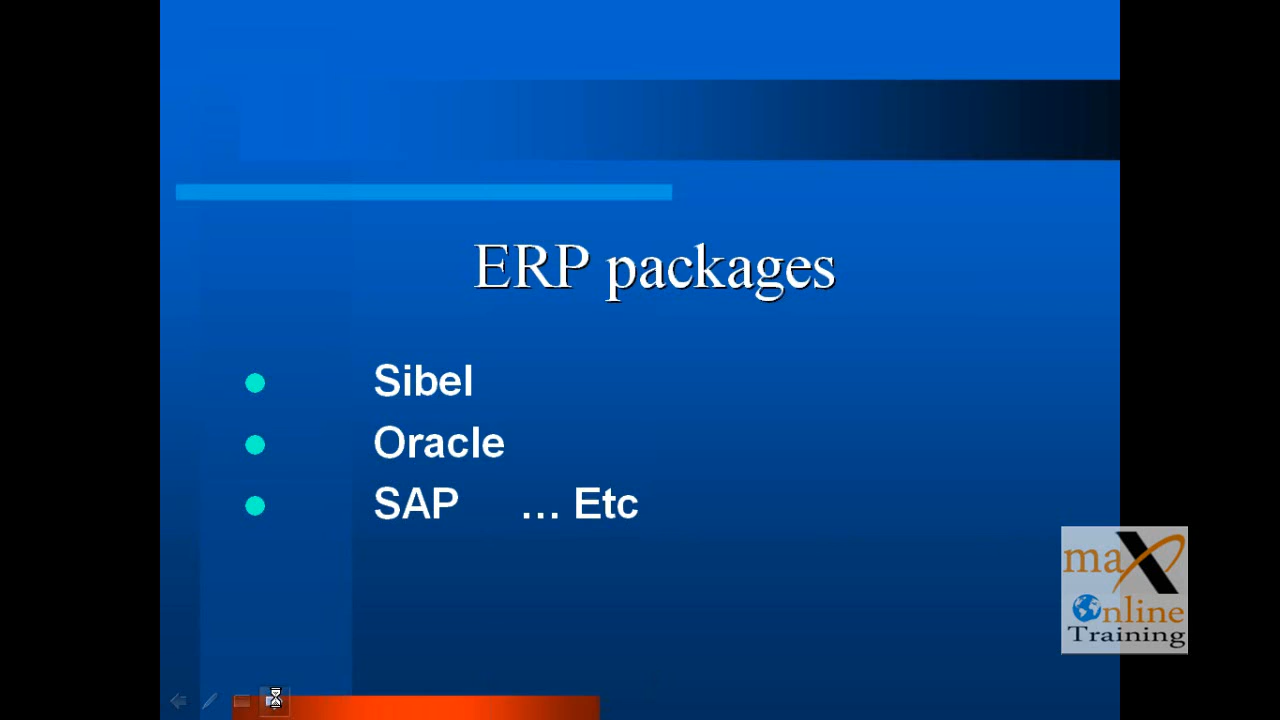 ERP packages
Sibel
Oracle
SAP … Etc
maX
Online
Training